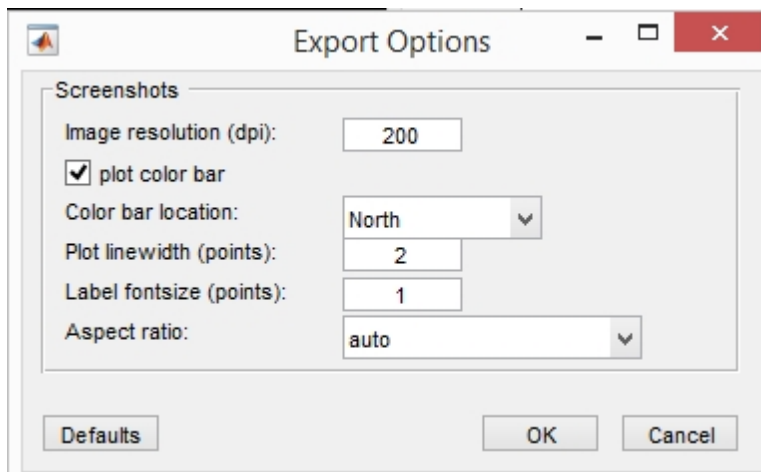 Export Options
Screenshots
Image resolution (dpi): 200
plot color bar
Color bar location: North
Plot linewidth (points): 2
Label fontsize (points): 1
Aspect ratio: auto
Defaults OK Cancel